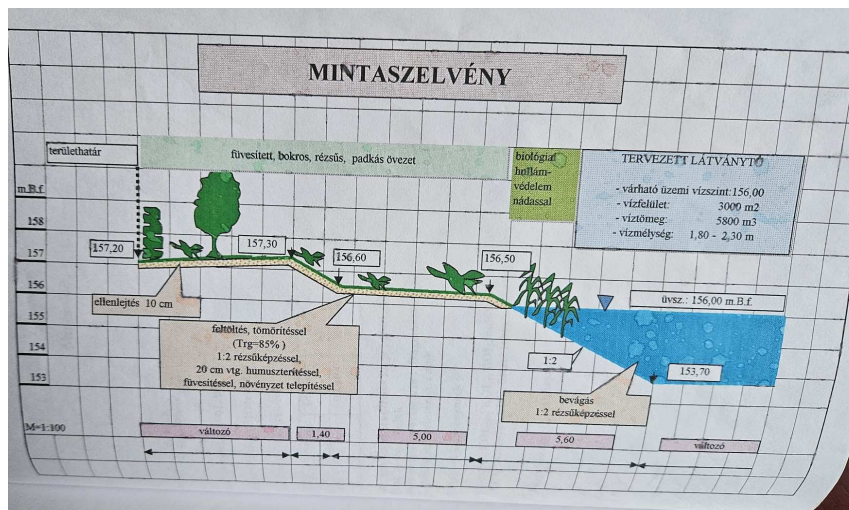 MINTASZELVÉNY
területhatár
füvesített, bokros, rézsűs, padkás övezet
biológiai
hullám-
védelem
nádassal
TERVEZETT LÁTVÁNYTÓ
- várható üzemi vízszint:156,00
- vízfelület: 3000 m2
- víztömeg: 5800 m3
- vízmélység: 1,80 - 2,30 m
m.B.f.
158
157
156
155
154
153
157,20
157,30
156,60
156,50
üvsz.: 156,00 m.B.f.
ellenlejtés 10 cm
feltöltés, tömörítéssel
(Trg=85% )
1:2 rézsűképzéssel,
20 cm vtg. humuszterítéssel,
füvesítéssel, növényzet telepítéssel
1:2
153,70
bevágás
1:2 rézsűképzéssel
M=1:100
változó
1,40
5,00
5,60
változó